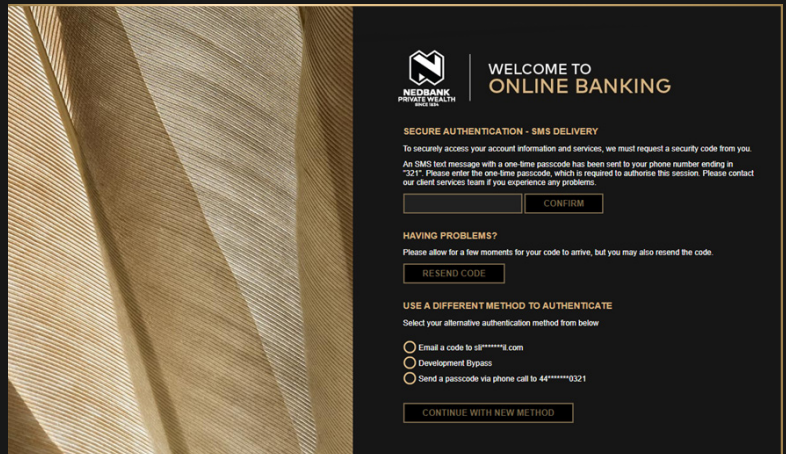 NEDBANK
PRIVATE WEALTH
SINCE 1834
WELCOME TO
ONLINE BANKING
SECURE AUTHENTICATION - SMS DELIVERY
To securely access your account information and services, we must request a security code from you.
An SMS text message with a one-time passcode has been sent to your phone number ending in
"321". Please enter the one-time passcode, which is required to authorise this session. Please contact
our client services team if you experience any problems.
CONFIRM
HAVING PROBLEMS?
Please allow for a few moments for your code to arrive, but you may also resend the code.
RESEND CODE
USE A DIFFERENT METHOD TO AUTHENTICATE
Select your alternative authentication method from below
Email a code to sli*******il.com
Development Bypass
Send a passcode via phone call to 44*******0321
CONTINUE WITH NEW METHOD